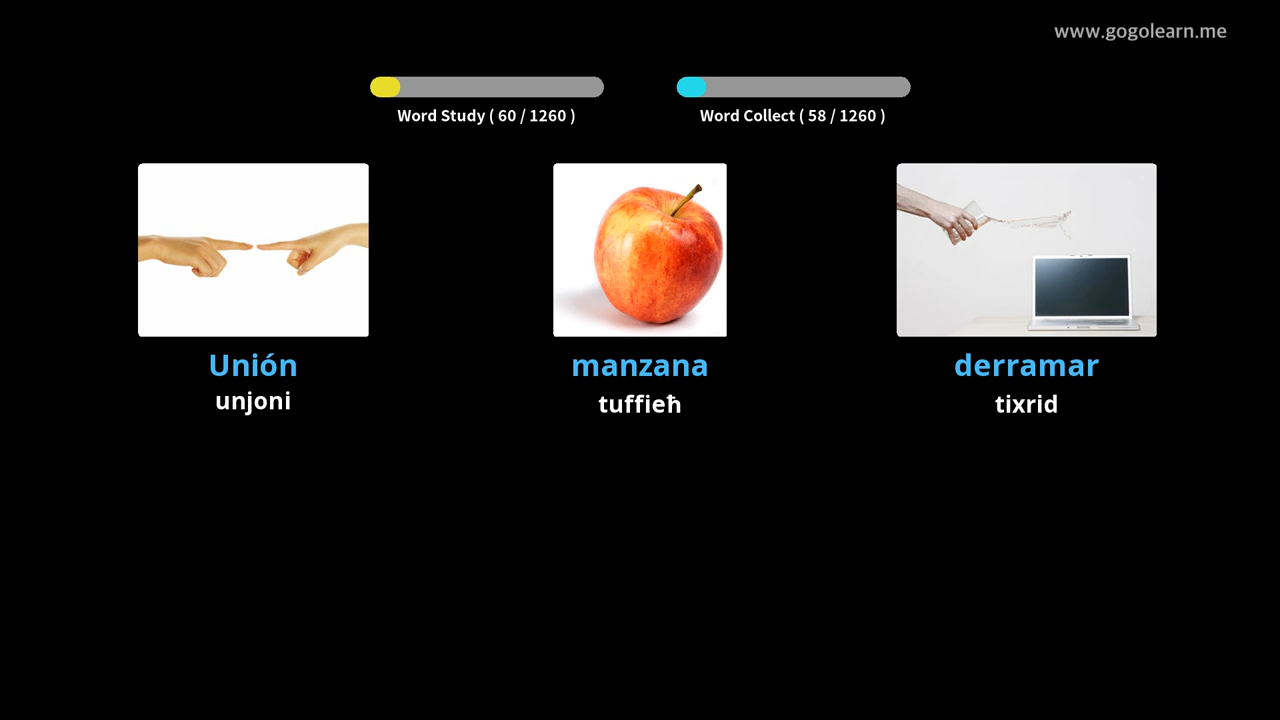 www.gogolearn.me
Word Study ( 60 / 1260 )
Word Collect ( 58 / 1260 )
Unión
unjoni
manzana
tuffieħ
derramar
tixrid